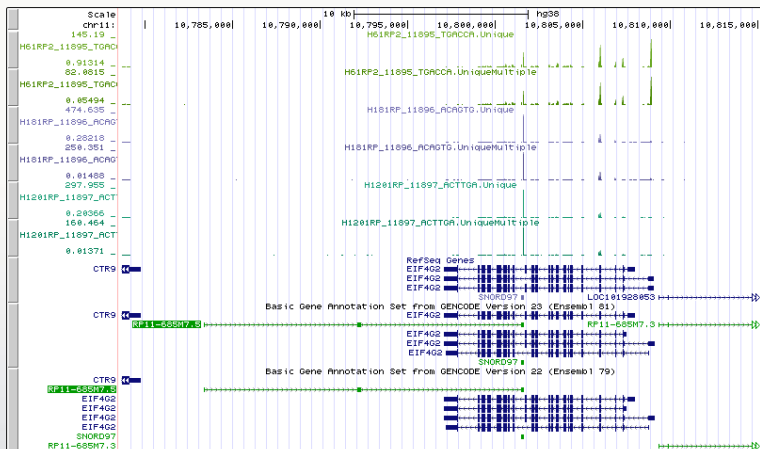 Scale 10 kb hg38
chr11: 10,785,000 10,790,000 10,795,000 10,800,000 10,805,000 10,810,000 10,815,000
145.19 _ H61RP2_11895_TGACCA.Unique
H61RP2_11895_TGAC
0.91314 _
82.0815 _ H61RP2_11895_TGACCA.UniqueMultiple
H61RP2_11895_TGAC
0.05494 _
474.635 _ H181RP_11896_ACAGTG.Unique
H181RP_11896_ACAG
0.28218 _
250.351 _ H181RP_11896_ACAGTG.UniqueMultiple
H181RP_11896_ACAG
0.01488 _
297.955 _ H1201RP_11897_ACTTGA.Unique
H1201RP_11897_ACT
0.20366 _
160.464 _ H1201RP_11897_ACTTGA.UniqueMultiple
H1201RP_11897_ACT
0.01371 _
RefSeq Genes
CTR9 EIF4G2
EIF4G2
EIF4G2
SNORD97 LOC101928053
Basic Gene Annotation Set from GENCODE Version 23 (Ensembl 81)
CTR9 EIF4G2
RP11-685M7.5 RP11-685M7.3
EIF4G2
EIF4G2
EIF4G2
SNORD97
Basic Gene Annotation Set from GENCODE Version 22 (Ensembl 79)
CTR9
RP11-685M7.5
EIF4G2
EIF4G2
EIF4G2
EIF4G2
SNORD97
RP11-685M7.3